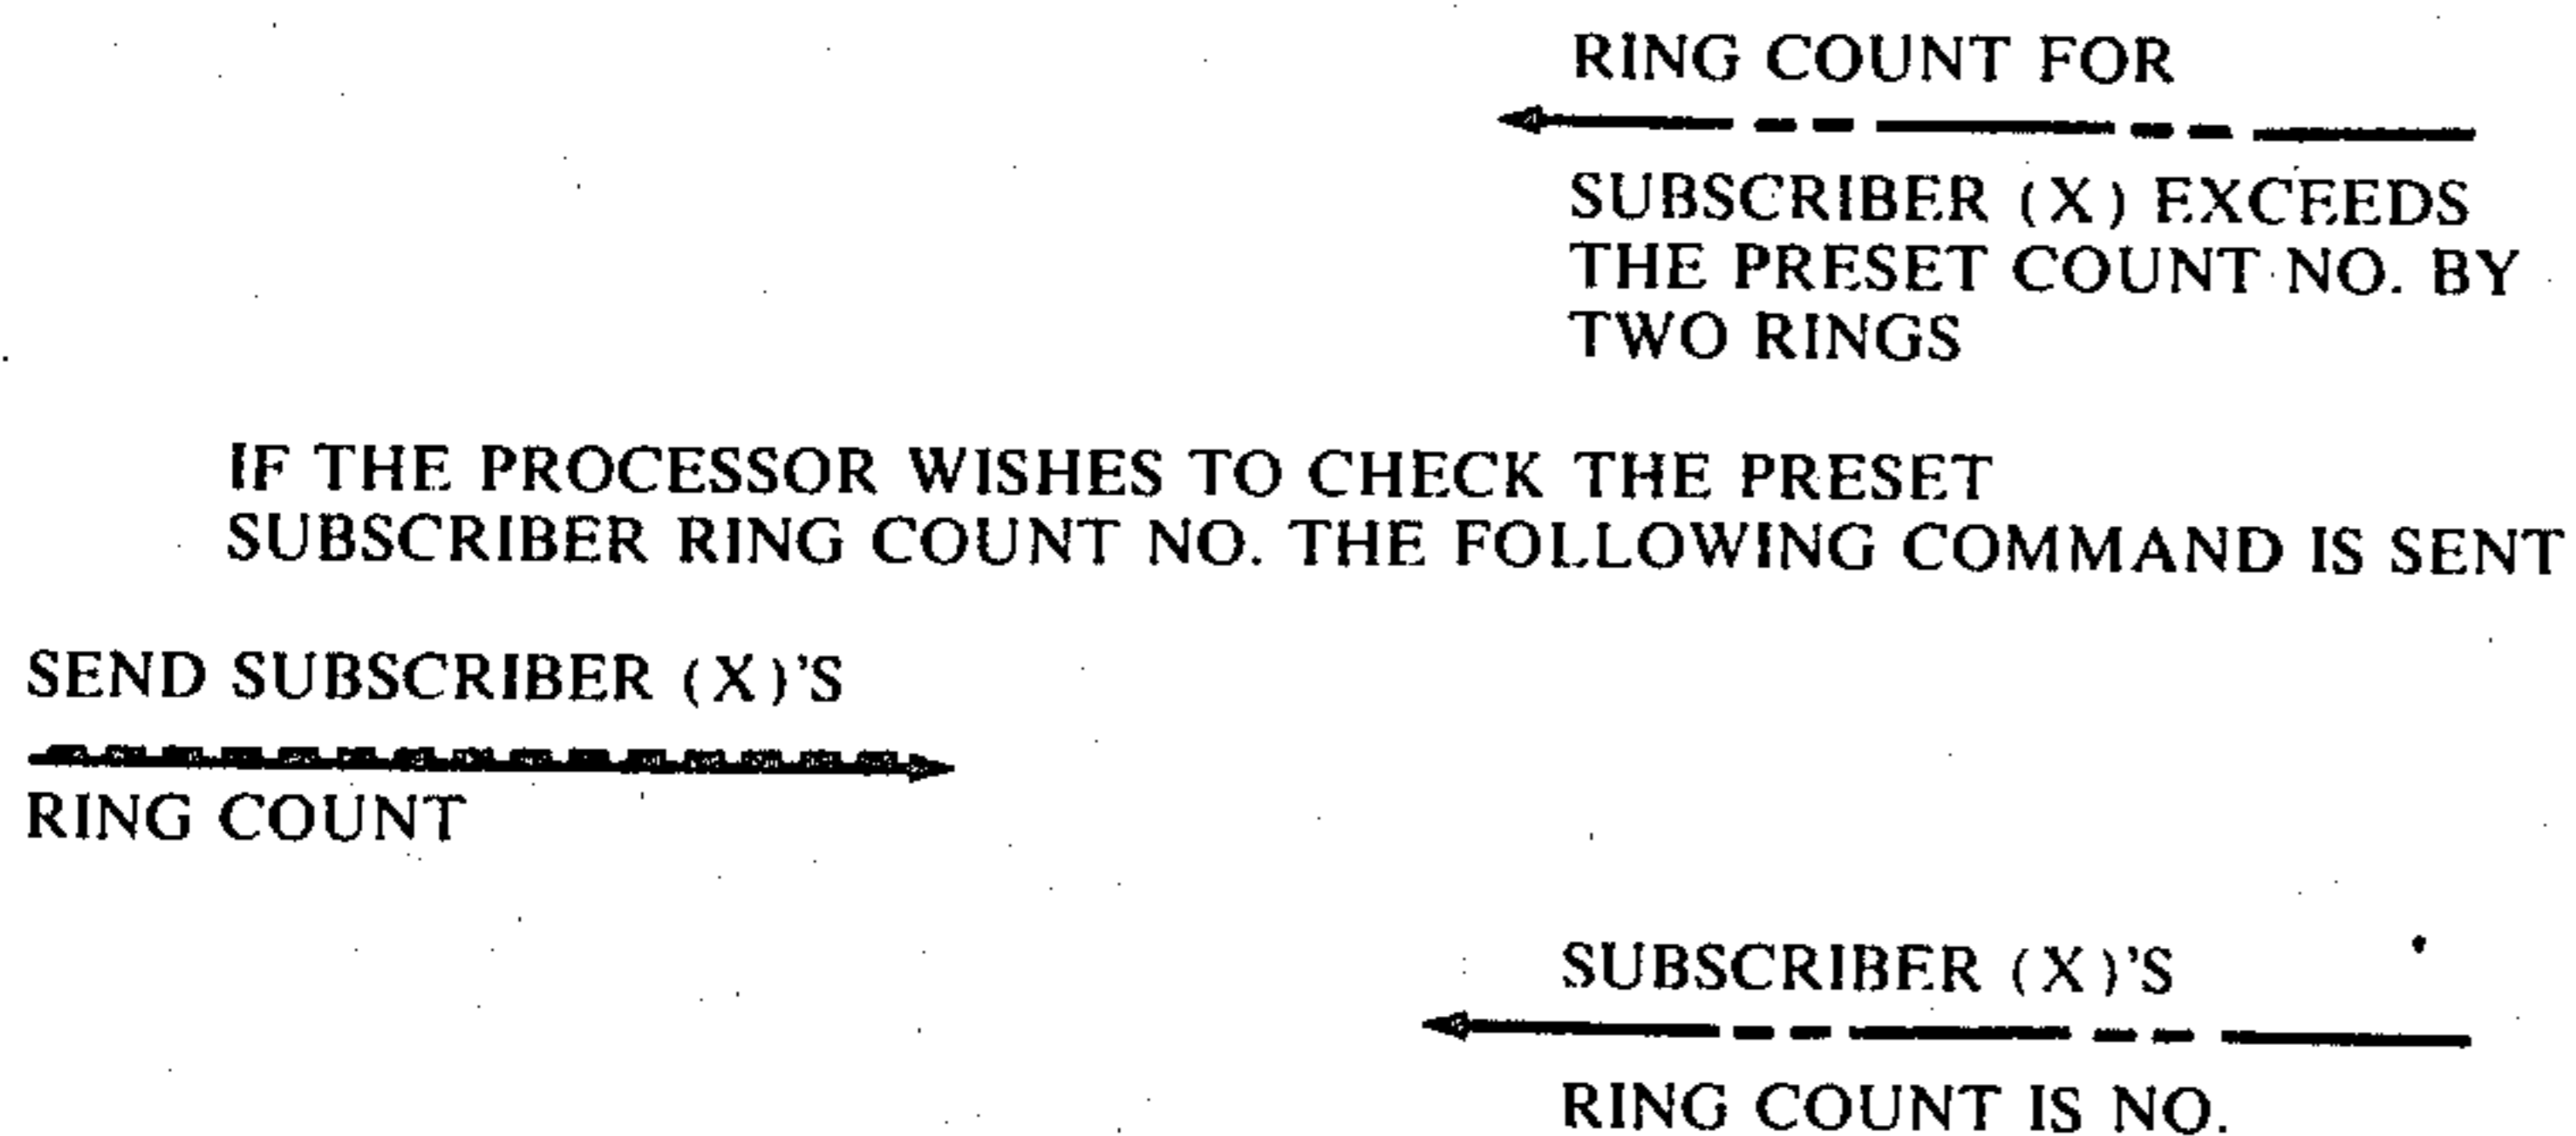 RING COUNT FOR
SUBSCRIBER (X) EXCEEDS
THE PRESET COUNT NO. BY
TWO RINGS
IF THE PROCESSOR WISHES TO CHECK THE PRESET
SUBSCRIBER RING COUNT NO. THE FOLLOWING COMMAND IS SENT
SEND SUBSCRIBER (X)'S
RING COUNT
SUBSCRIBER (X)'S
RING COUNT IS NO.